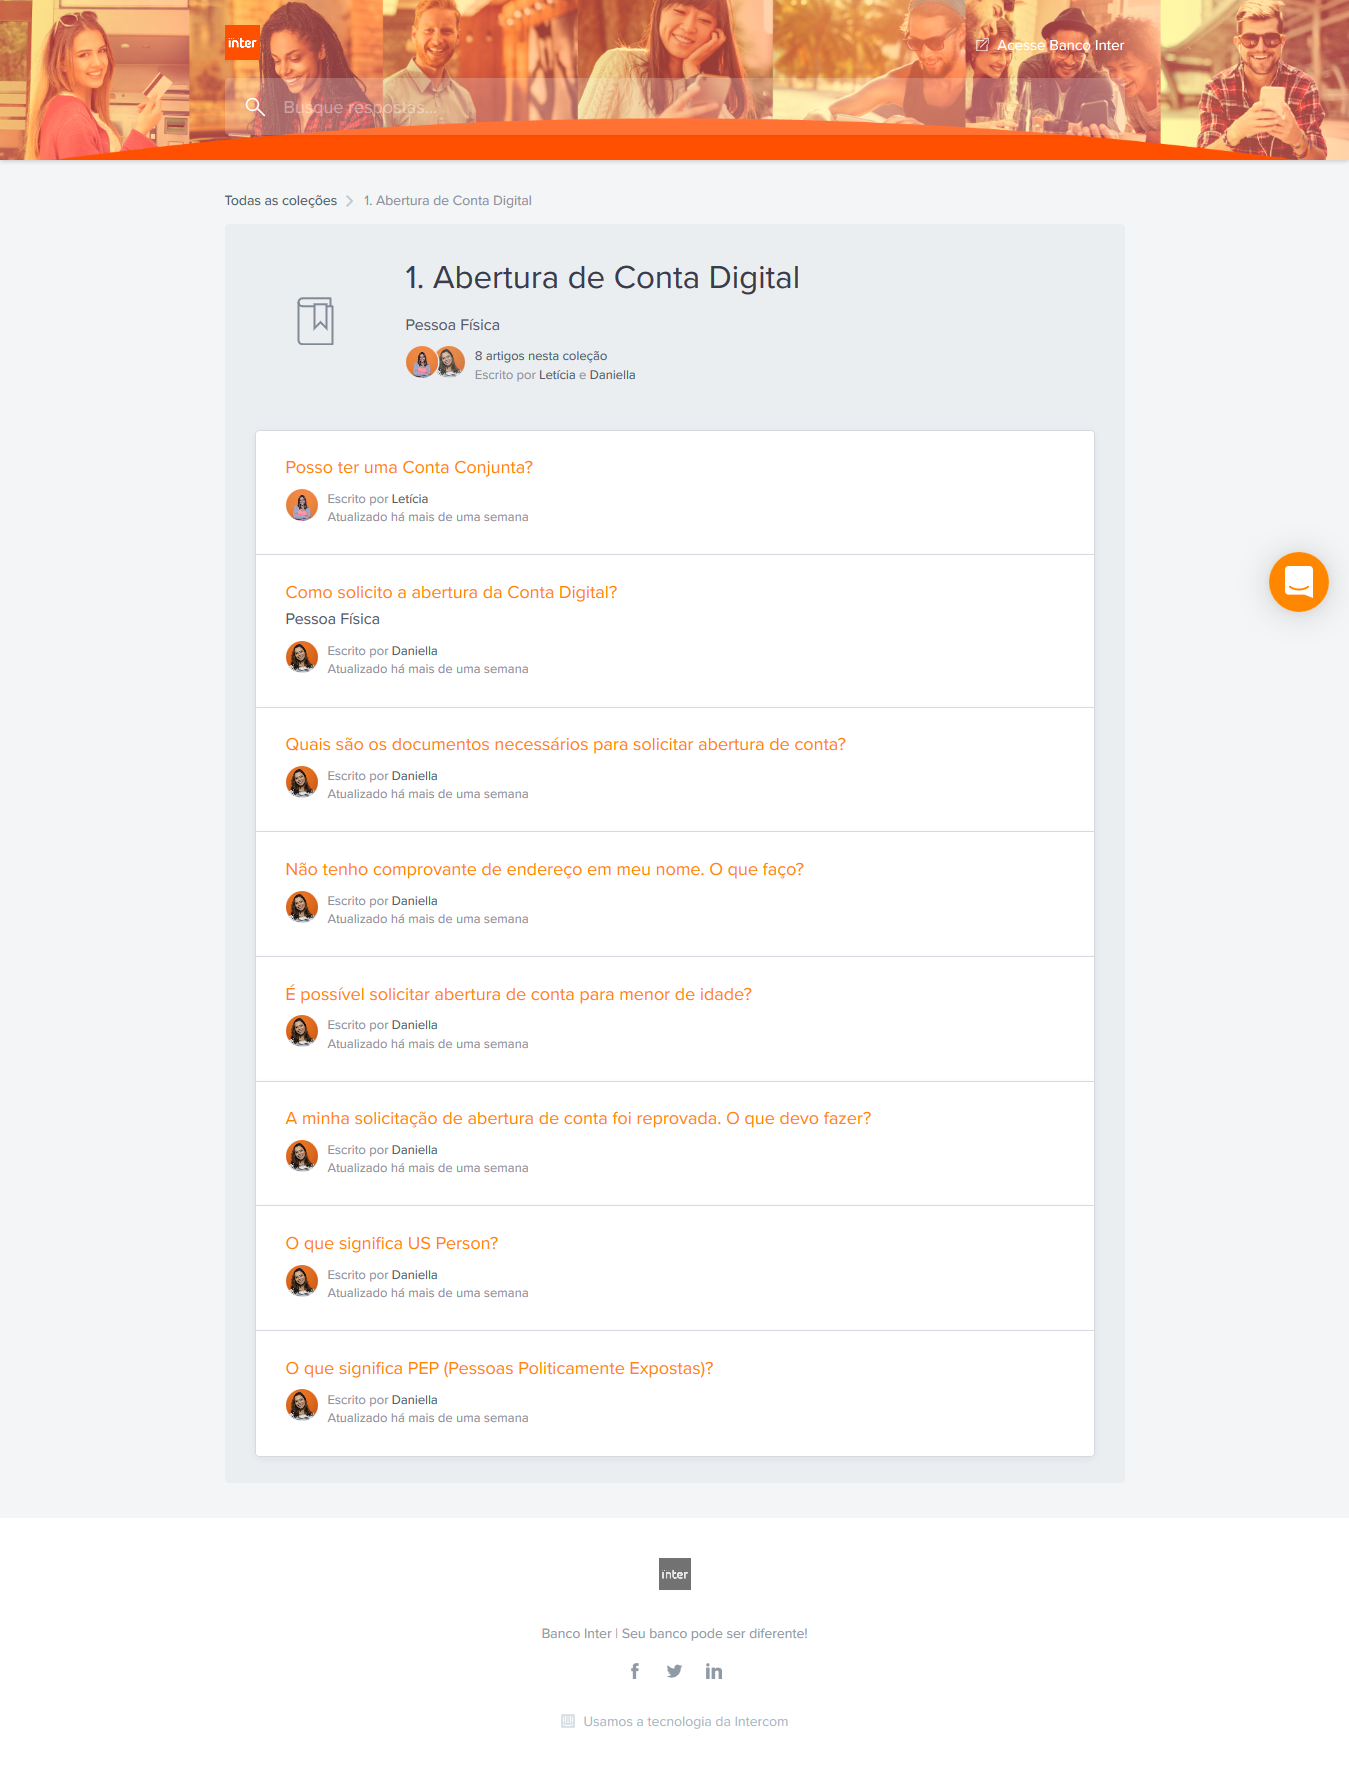 inter
Acesse Banco Inter
Busque respostas...
Todas as coleções
1. Abertura de Conta Digital
1. Abertura de Conta Digital
Pessoa Física
8 artigos nesta coleção
Escrito por Letícia e Daniella
Posso ter uma Conta Conjunta?
Escrito por Letícia
Atualizado há mais de uma semana
Como solicito a abertura da Conta Digital?
Pessoa Física
Escrito por Daniella
Atualizado há mais de uma semana
Quais são os documentos necessários para solicitar abertura de conta?
Escrito por Daniella
Atualizado há mais de uma semana
Não tenho comprovante de endereço em meu nome. O que faço?
Escrito por Daniella
Atualizado há mais de uma semana
É possível solicitar abertura de conta para menor de idade?
Escrito por Daniella
Atualizado há mais de uma semana
A minha solicitação de abertura de conta foi reprovada. O que devo fazer?
Escrito por Daniella
Atualizado há mais de uma semana
O que significa US Person?
Escrito por Daniella
Atualizado há mais de uma semana
O que significa PEP (Pessoas Politicamente Expostas)?
Escrito por Daniella
Atualizado há mais de uma semana
inter
Banco Inter | Seu banco pode ser diferente!
Usamos a tecnologia da Intercom